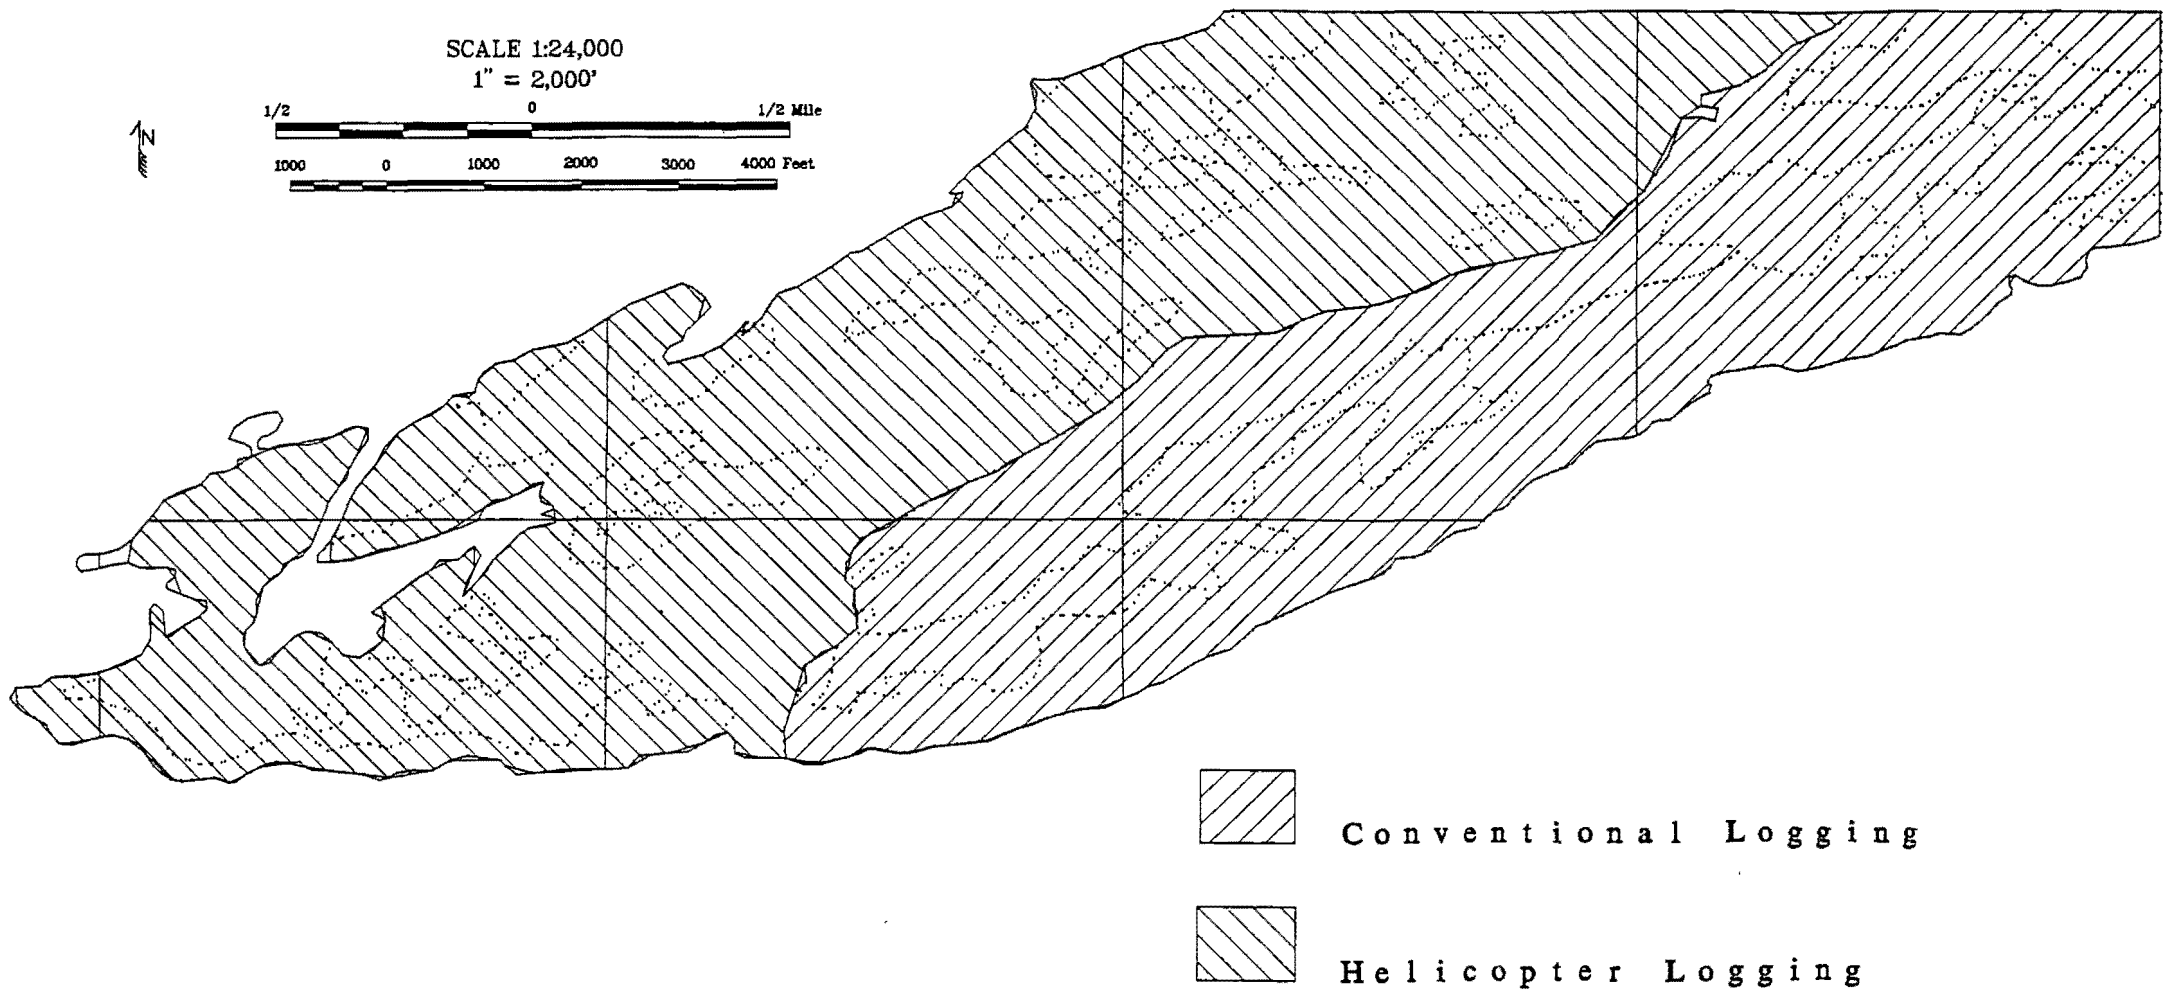 SCALE 1:24,000
1" = 2,000'
1/2 0 1/2 Mile
1000 0 1000 2000 3000 4000 Feet
N
Conventional Logging
Helicopter Logging